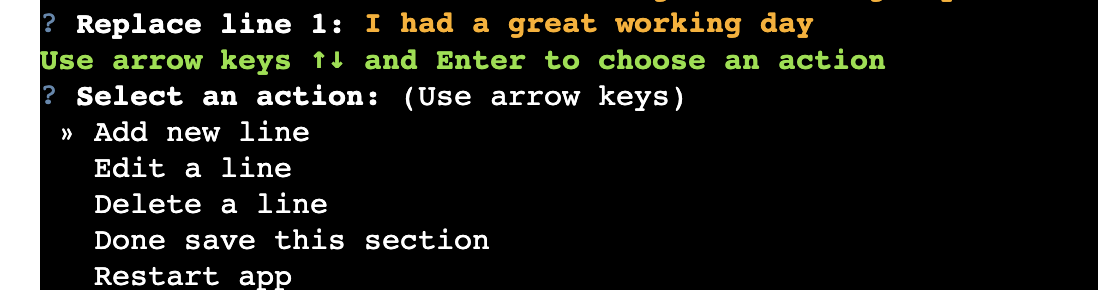 ? Replace line 1: I had a great working day
Use arrow keys ↑↓ and Enter to choose an action
? Select an action: (Use arrow keys)
» Add new line
Edit a line
Delete a line
Done save this section
Restart app